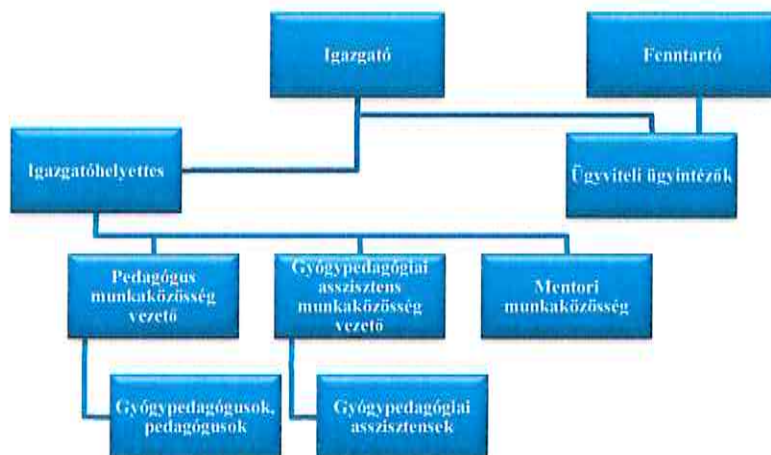 Igazgató
Fenntartó
Igazgatóhelyettes
Ügyviteli ügyintézők
Pedagógus
munkaközösség
vezető
Gyógypedagógiai
asszisztens
munkaközösség
vezető
Mentori
munkaközösség
Gyógypedagógusok,
pedagógusok
Gyógypedagógiai
asszisztensek